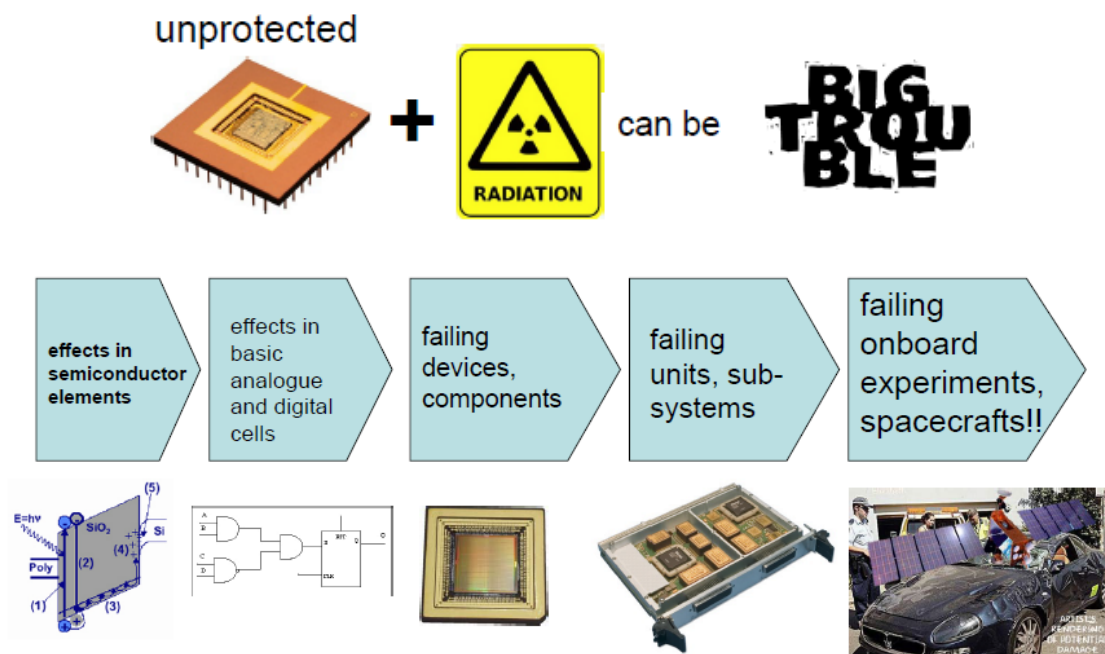 unprotected
+
RADIATION
can be
BIG
TROU
BLE
effects in
semiconductor
elements
effects in
basic
analogue
and digital
cells
failing
devices,
components
failing
units, sub-
systems
failing
onboard
experiments,
spacecrafts!!
(5)
E=hν
SiO₂
Si
(4)
(2)
Poly
(1)
(3)
A
B
C
D
Q
CLK
ARTIST'S
RENDERING
OF POTENTIAL
DAMAGE